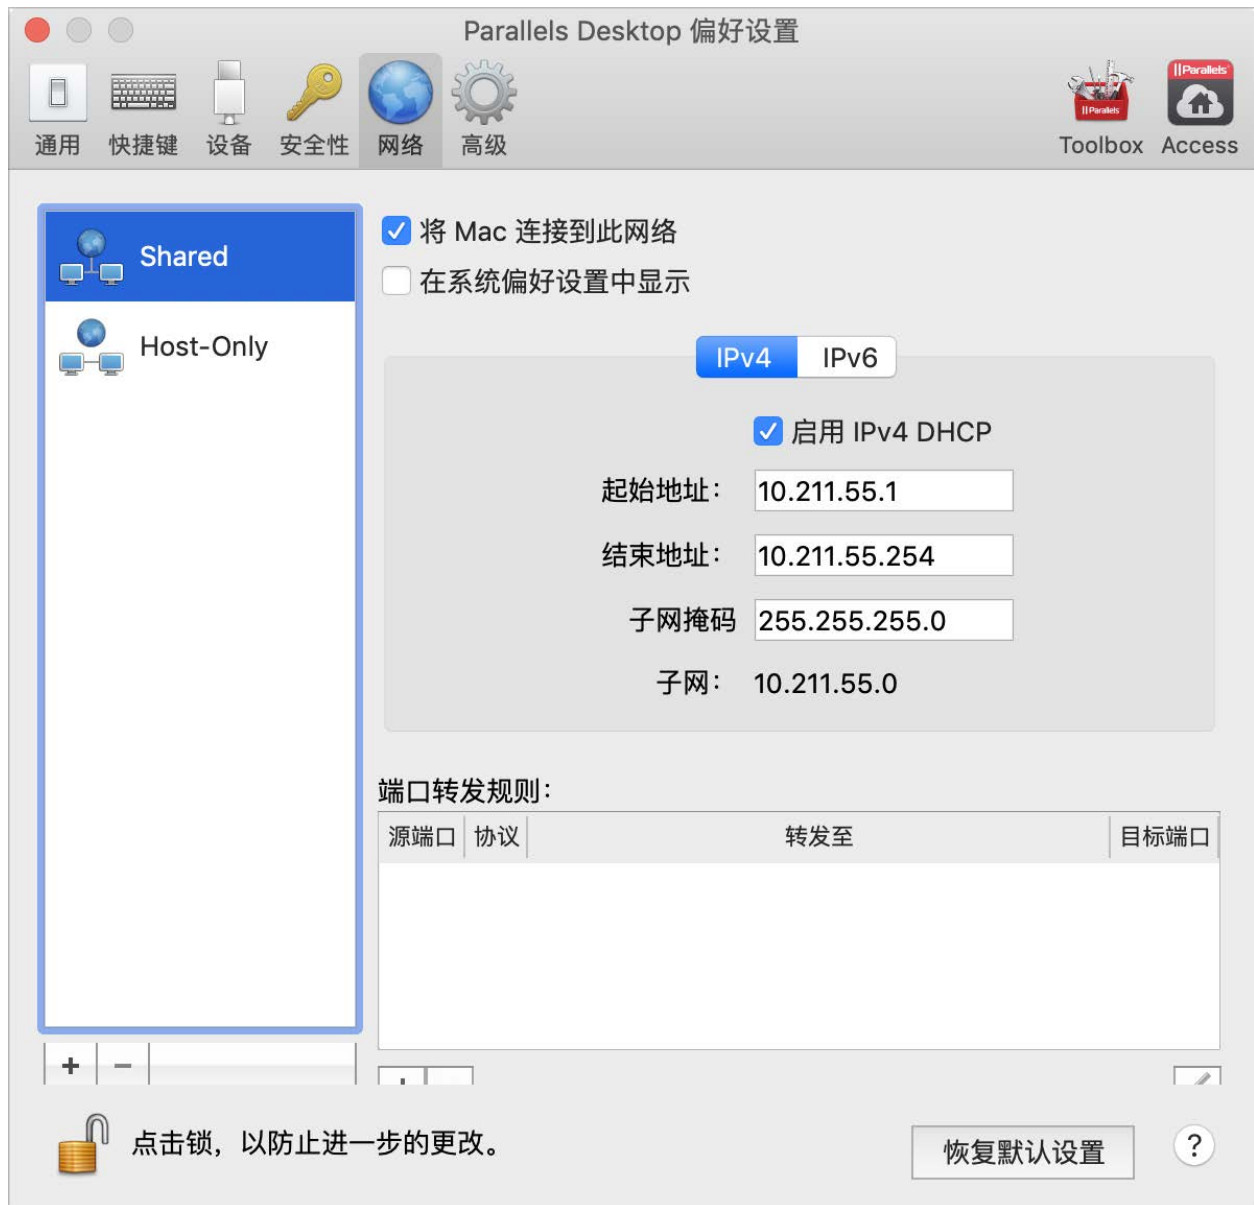 Parallels Desktop 偏好设置
||Parallels
||Parallels
通用 快捷键 设备 安全性 网络 高级 Toolbox Access
Shared
Host-Only
将 Mac 连接到此网络
在系统偏好设置中显示
IPv4 IPv6
启用 IPv4 DHCP
起始地址： 10.211.55.1
结束地址： 10.211.55.254
子网掩码 255.255.255.0
子网： 10.211.55.0
端口转发规则：
源端口 协议 转发至 目标端口
+ −
点击锁，以防止进一步的更改。
恢复默认设置 ?